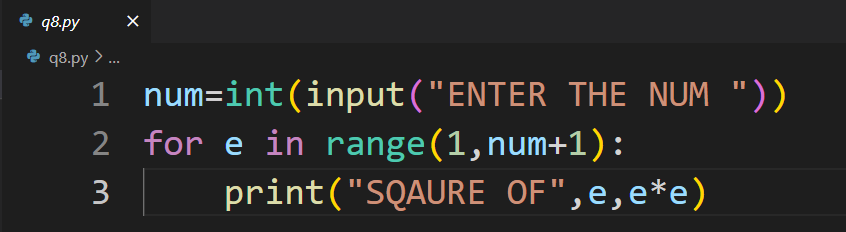 q8.py ×
q8.py > ...
1 num=int(input("ENTER THE NUM "))
2 for e in range(1,num+1):
3 print("SQAURE OF",e,e*e)